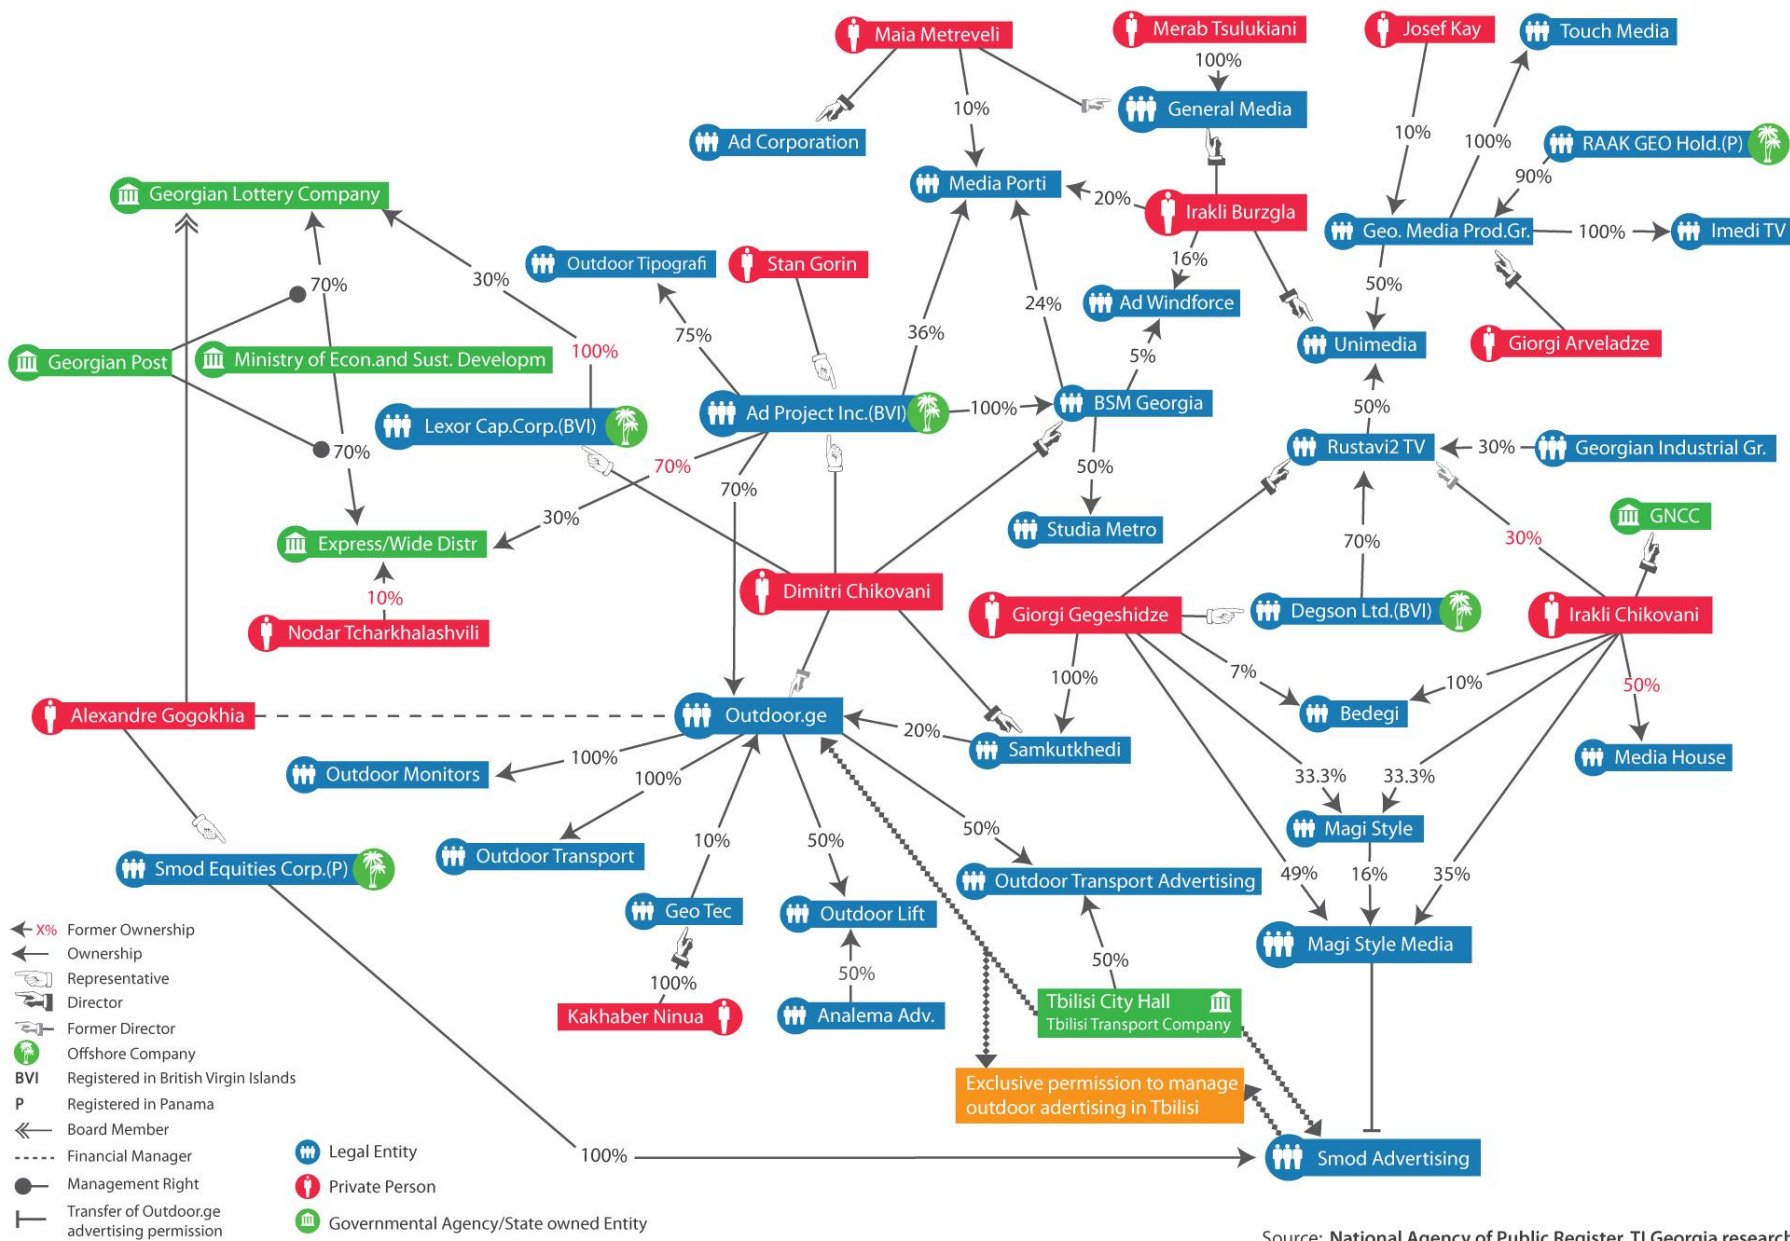 Maia Metreveli
Merab Tsulukiani
Josef Kay
Touch Media
100%
10%
General Media
10%
100%
Ad Corporation
RAAK GEO Hold.(P)
90%
Georgian Lottery Company
Media Porti
20%
Irakli Burzgla
Geo. Media Prod.Gr.
100%
Imedi TV
Outdoor Tipografi
Stan Gorin
16%
70%
30%
50%
Ad Windforce
24%
75%
36%
Georgian Post
Ministry of Econ.and Sust. Developm
100%
5%
Unimedia
Giorgi Arveladze
Lexor Cap.Corp.(BVI)
Ad Project Inc.(BVI)
100%
BSM Georgia
50%
70%
70%
70%
50%
Rustavi2 TV
30%
Georgian Industrial Gr.
30%
Studia Metro
GNCC
Express/Wide Distr
70%
30%
10%
Dimitri Chikovani
Giorgi Gegeshidze
Degson Ltd.(BVI)
Irakli Chikovani
Nodar Tcharkhalashvili
100%
7%
10%
50%
Alexandre Gogokhia
Outdoor.ge
20%
Samkutkhedi
Bedegi
Media House
Outdoor Monitors
100%
100%
33.3%
33.3%
50%
Magi Style
10%
50%
Outdoor Transport
Smod Equities Corp.(P)
Outdoor Transport Advertising
49%
16%
35%
Geo Tec
Outdoor Lift
Magi Style Media
50%
50%
100%
Kakhaber Ninua
Analema Adv.
Tbilisi City Hall
Tbilisi Transport Company
Exclusive permission to manage
outdoor adertising in Tbilisi
100%
Smod Advertising
X% Former Ownership
Ownership
Representative
Director
Former Director
Offshore Company
BVI Registered in British Virgin Islands
P Registered in Panama
Board Member
Financial Manager
Management Right
Transfer of Outdoor.ge
advertising permission
Legal Entity
Private Person
Governmental Agency/State owned Entity
Source: National Agency of Public Register, TI Georgia research